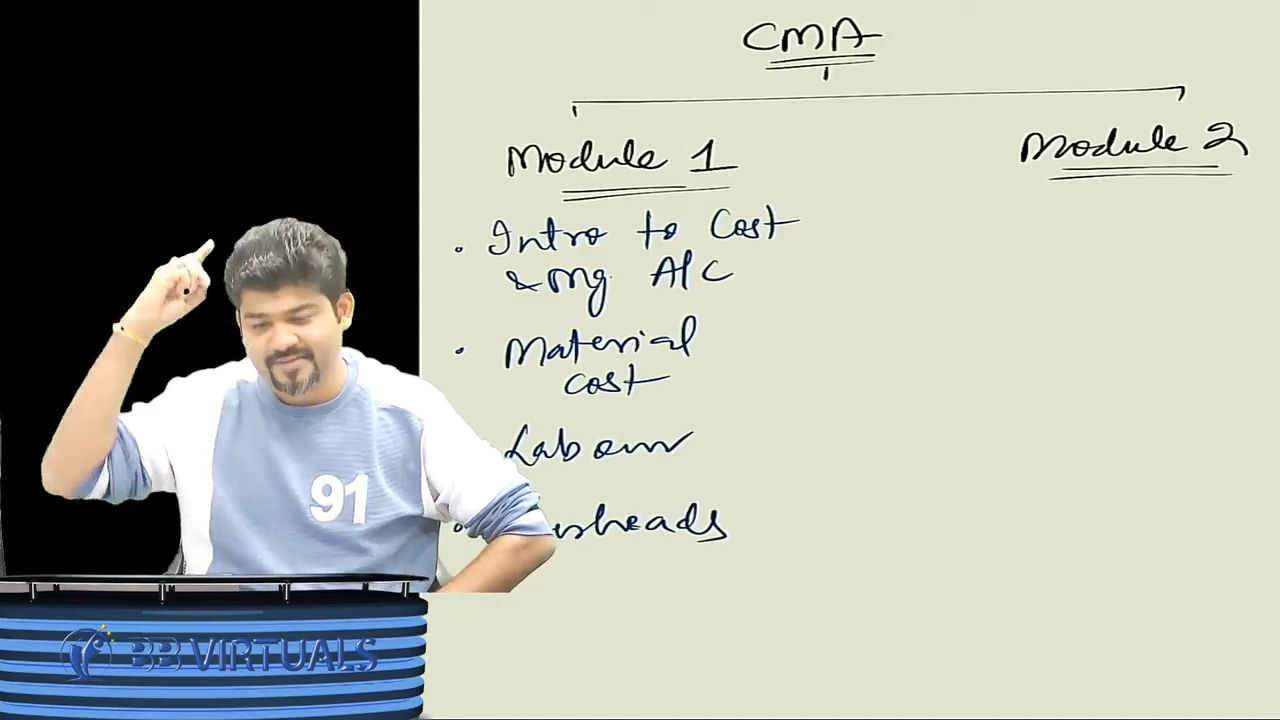 CMA
Module 1
Module 2
. Intro to Cost
& Mg A/C
. Material
cost
Labour
91
BB VIRTUALS